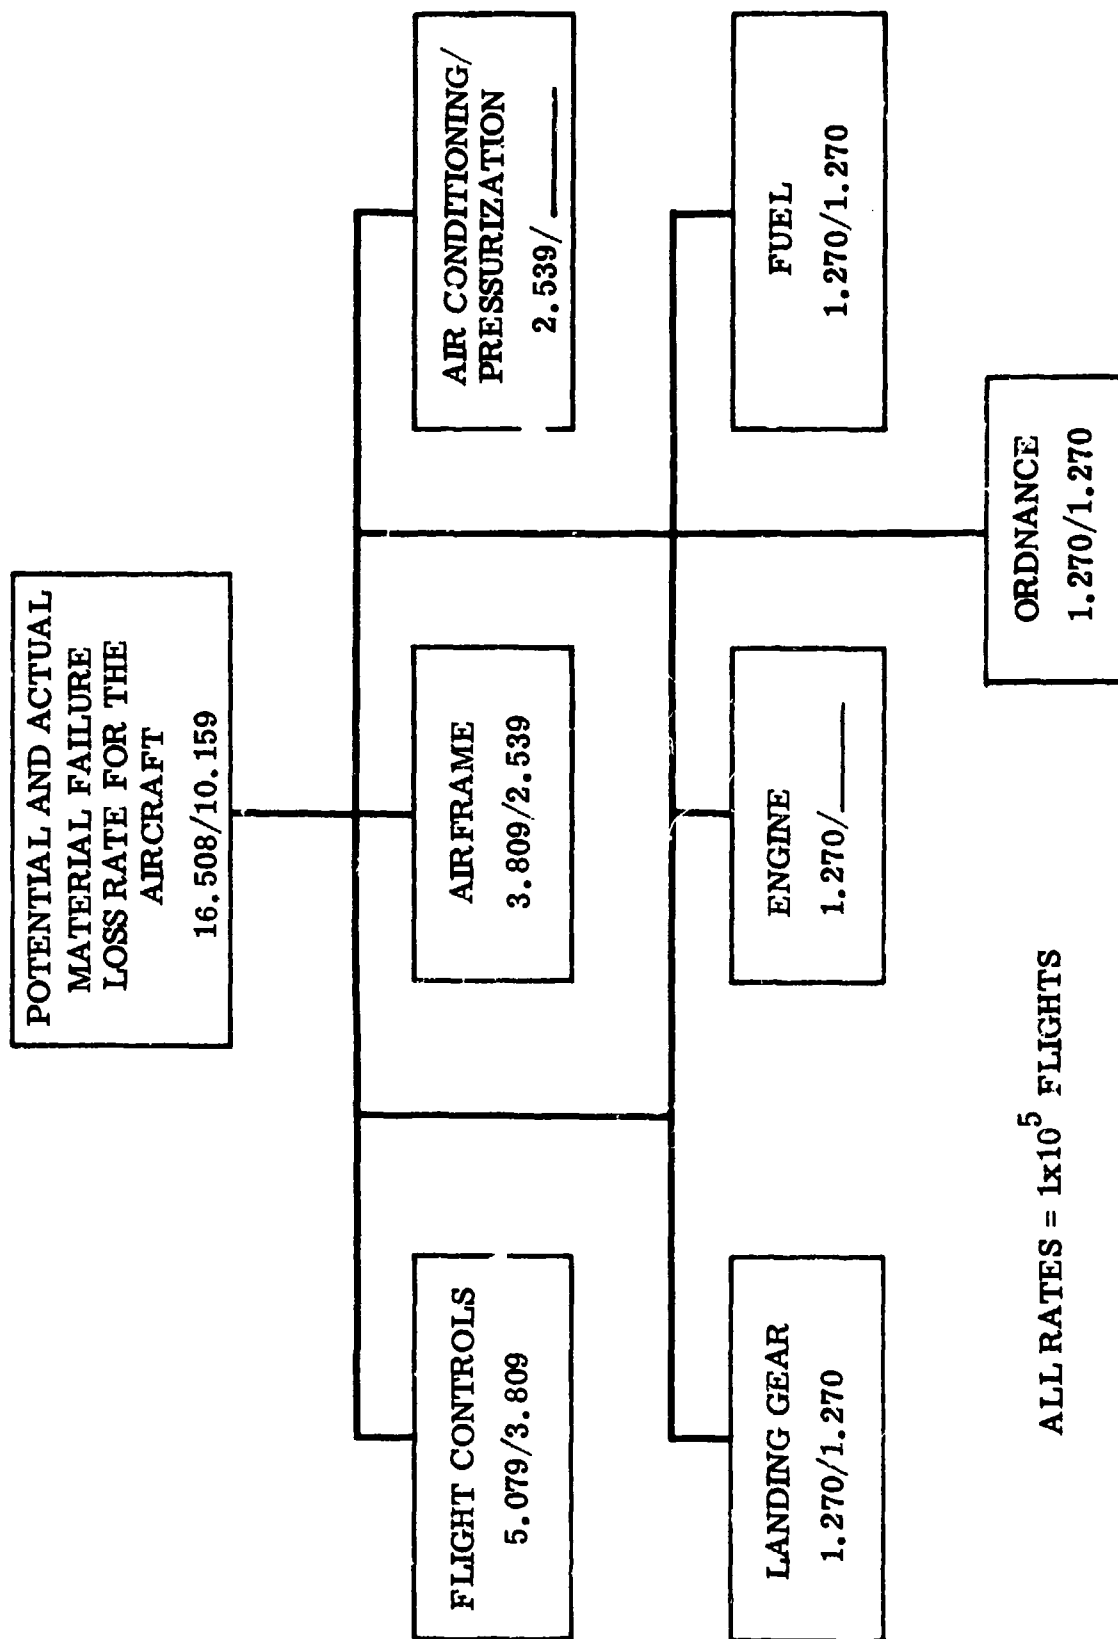 POTENTIAL AND ACTUAL
MATERIAL FAILURE
LOSS RATE FOR THE
AIRCRAFT
16.508/10.159
FLIGHT CONTROLS
5.079/3.809
AIRFRAME
3.809/2.539
AIR CONDITIONING/
PRESSURIZATION
2.539/____
LANDING GEAR
1.270/1.270
ENGINE
1.270/____
FUEL
1.270/1.270
ORDNANCE
1.270/1.270
ALL RATES = 1x10⁵ FLIGHTS